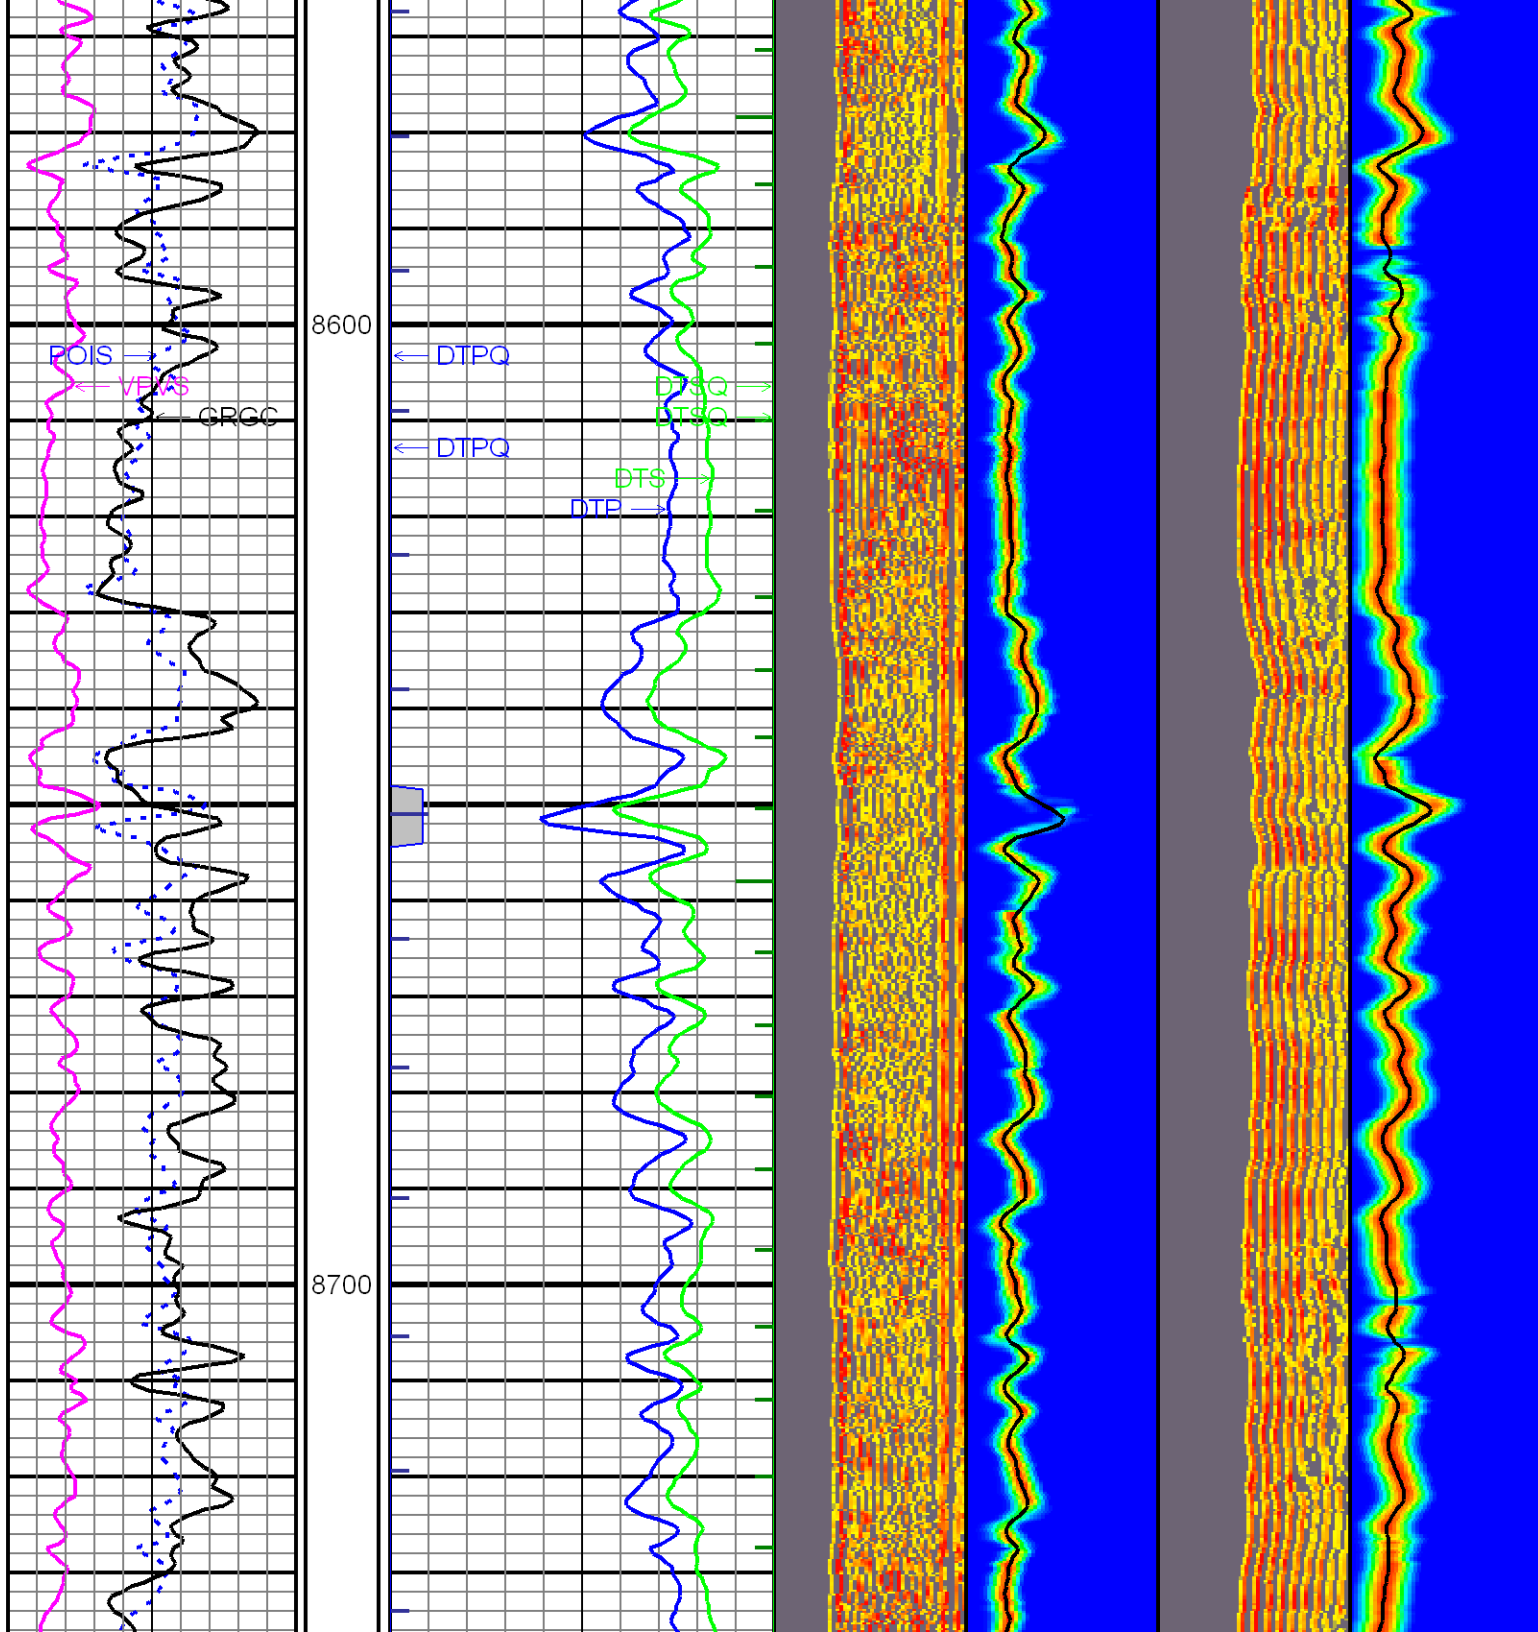 8600
POIS DTPQ
VPVS DTSQ
GRGC DTSQ
DTPQ
DTS
DTP
8700